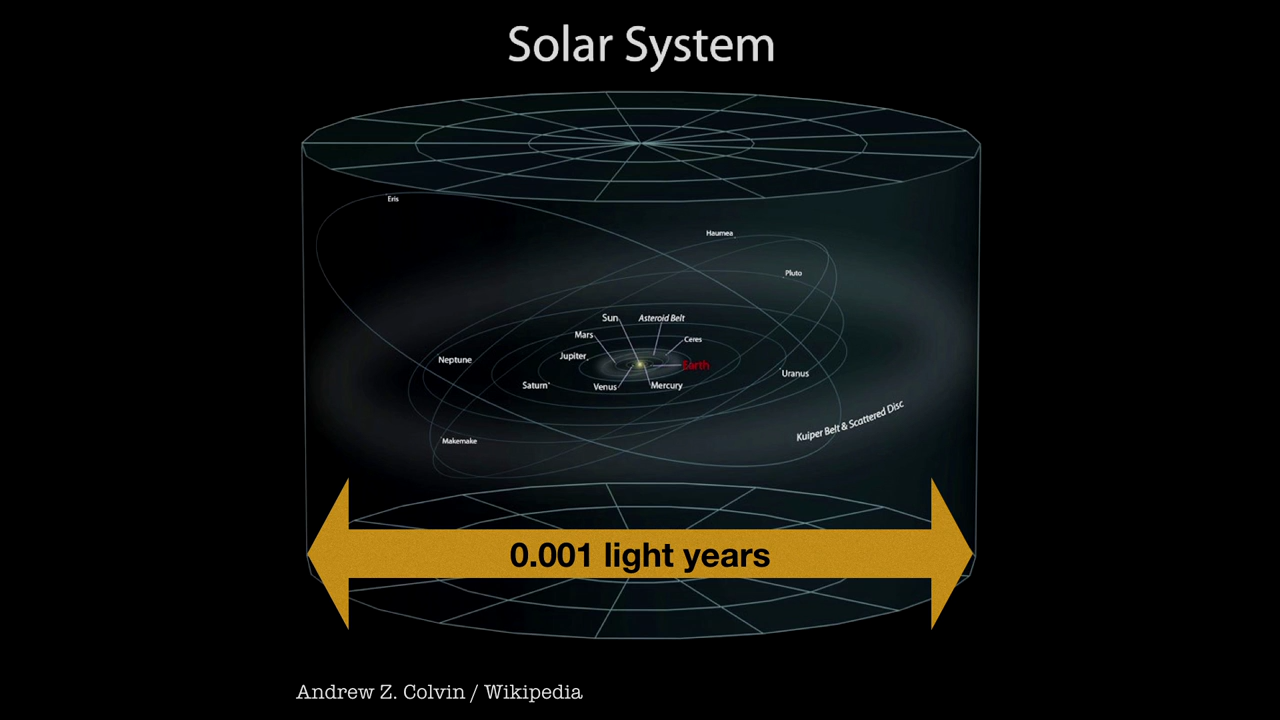 Solar System
Eris
Haumea
Pluto
Sun
Asteroid Belt
Mars
Ceres
Jupiter
Neptune
Earth
Uranus
Saturn
Venus
Mercury
Kuiper Belt & Scattered Disc
Makemake
0.001 light years
Andrew Z. Colvin / Wikipedia